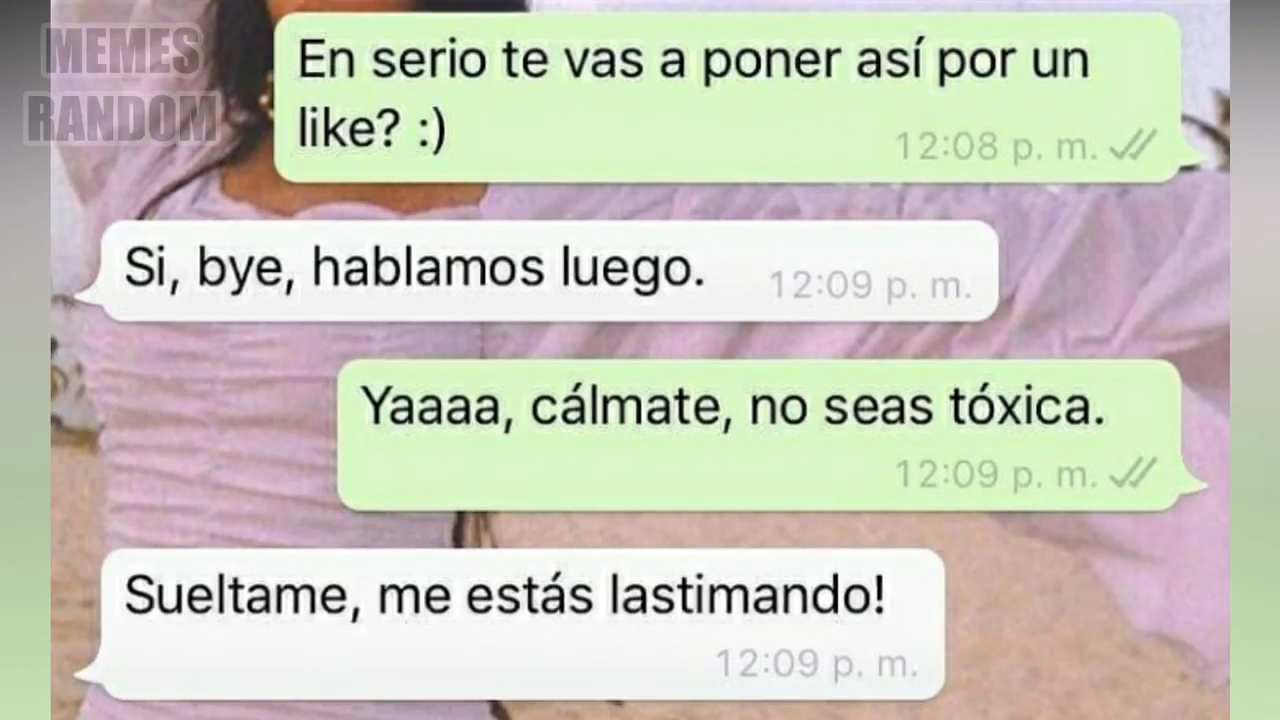 MEMES
RANDOM
En serio te vas a poner así por un
like? :)
12:08 p. m.
Si, bye, hablamos luego.
12:09 p. m.
Yaaaa, cálmate, no seas tóxica.
12:09 p. m.
Sueltame, me estás lastimando!
12:09 p. m.